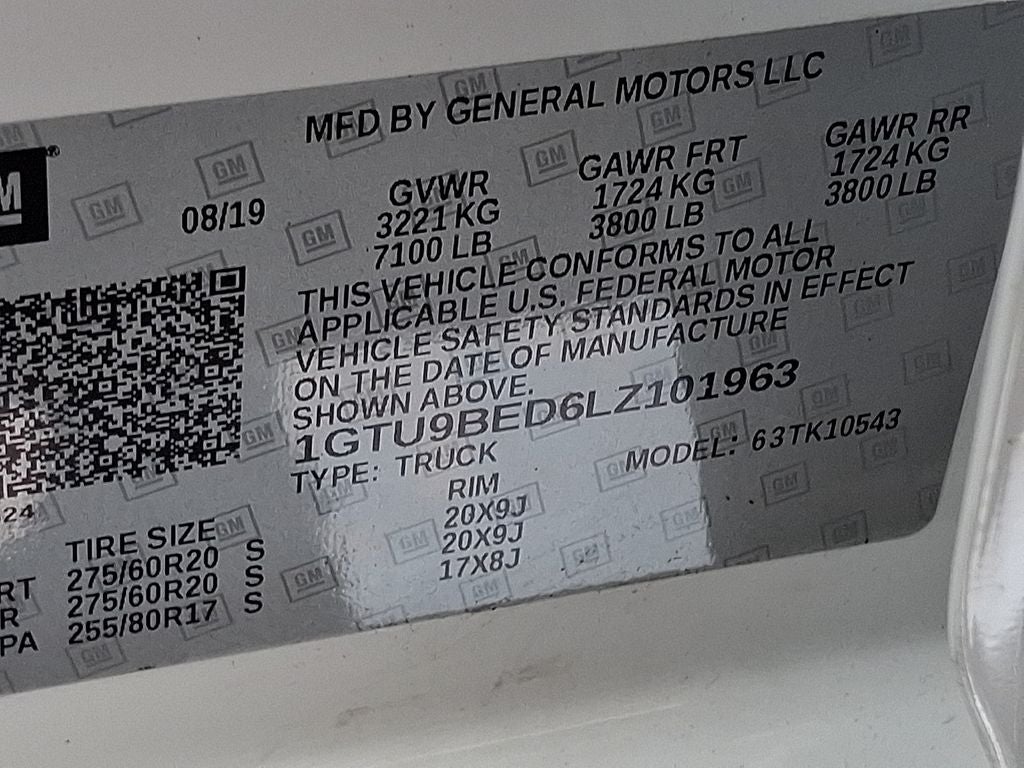 MFD BY GENERAL MOTORS LLC
08/19
GVWR GAWR FRT GAWR RR
3221 KG 1724 KG 1724 KG
7100 LB 3800 LB 3800 LB
THIS VEHICLE CONFORMS TO ALL
APPLICABLE U.S. FEDERAL MOTOR
VEHICLE SAFETY STANDARDS IN EFFECT
ON THE DATE OF MANUFACTURE
SHOWN ABOVE.
1GTU9BED6LZ101963
TYPE: TRUCK MODEL: 63TK10543
24
TIRE SIZE RIM
RT 275/60R20 S 20X9J
R 275/60R20 S 20X9J
PA 255/80R17 S 17X8J